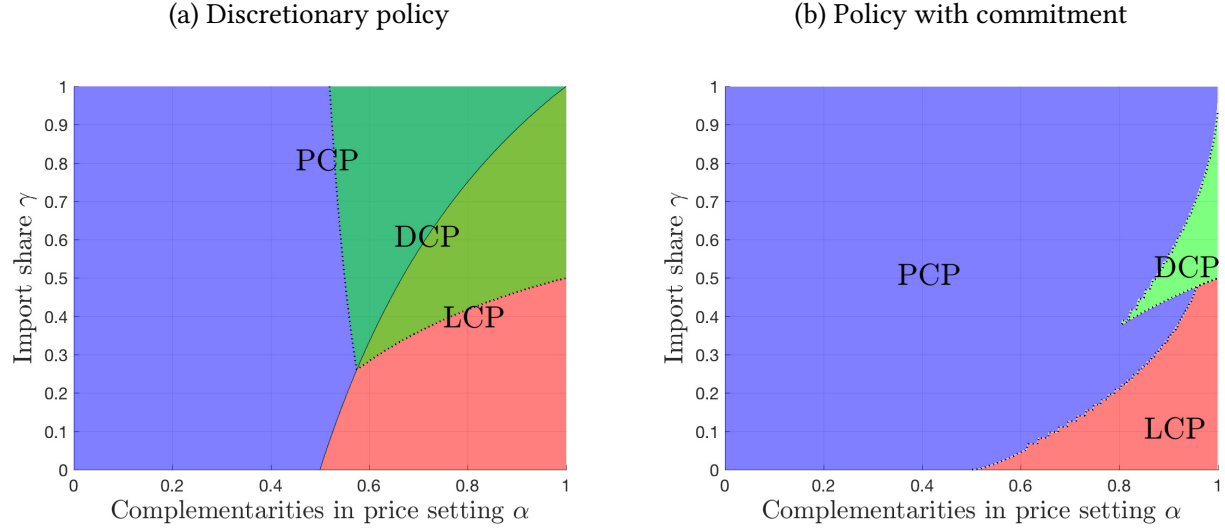 (a) Discretionary policy
1
0.9
0.8
0.7
0.6
0.5
0.4
0.3
0.2
0.1
0
Import share γ
PCP
DCP
LCP
0
0.2
0.4
0.6
0.8
1
Complementarities in price setting α
(b) Policy with commitment
1
0.9
0.8
0.7
0.6
0.5
0.4
0.3
0.2
0.1
0
Import share γ
PCP
DCP
LCP
0
0.2
0.4
0.6
0.8
1
Complementarities in price setting α